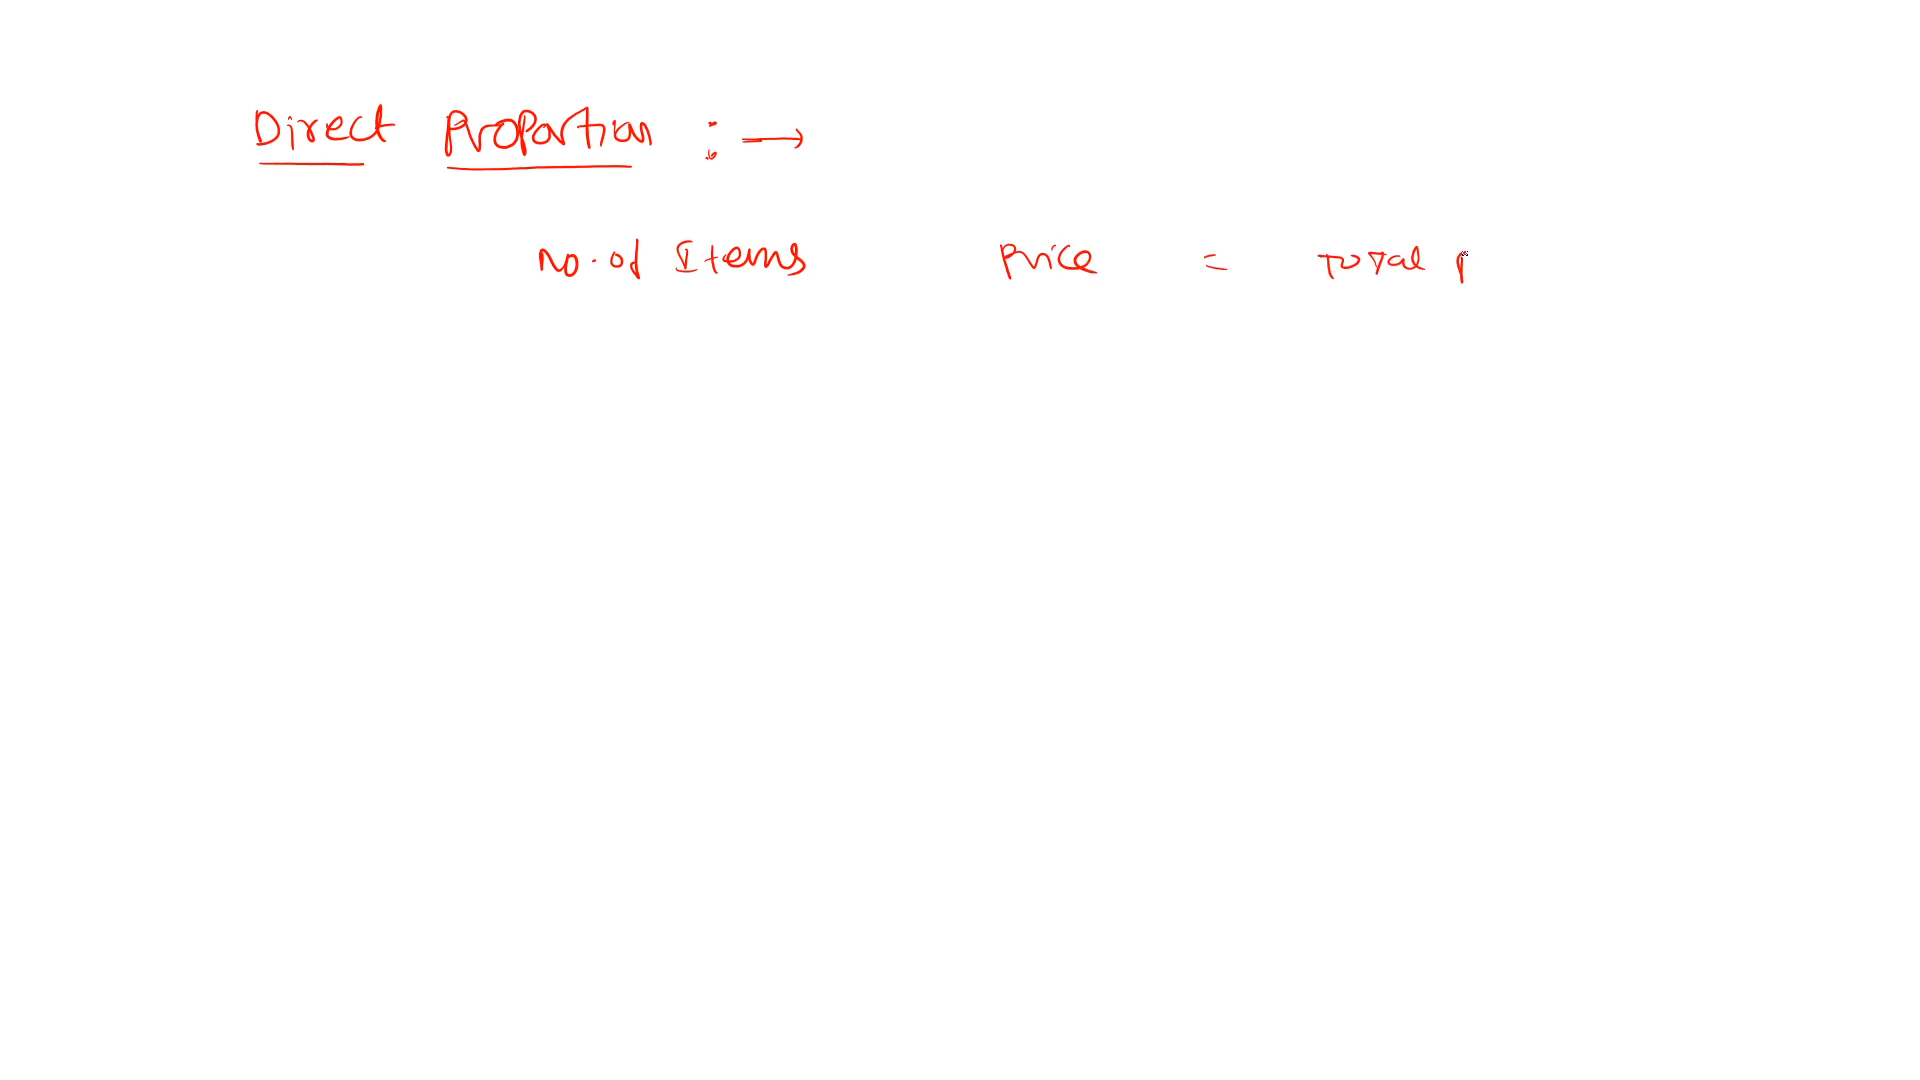 Direct Proportion :→
No. of Items Price = Total P